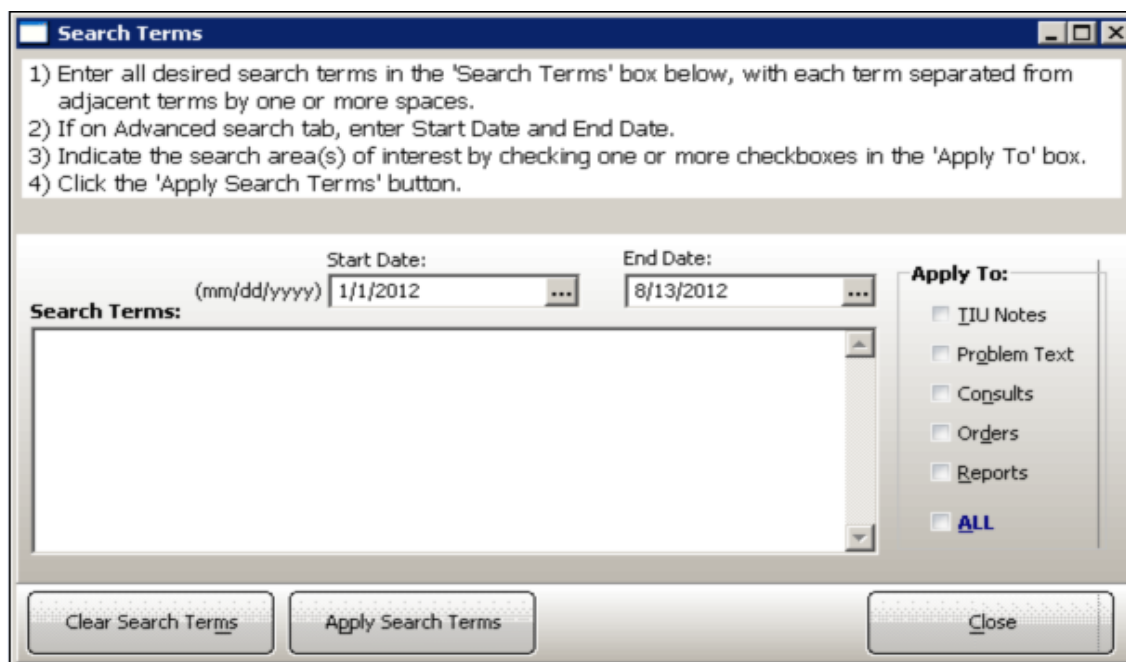 Search Terms
1) Enter all desired search terms in the 'Search Terms' box below, with each term separated from
adjacent terms by one or more spaces.
2) If on Advanced search tab, enter Start Date and End Date.
3) Indicate the search area(s) of interest by checking one or more checkboxes in the 'Apply To' box.
4) Click the 'Apply Search Terms' button.
Start Date:
End Date:
(mm/dd/yyyy) 1/1/2012 ...
8/13/2012 ...
Search Terms:
Apply To:
TIU Notes
Problem Text
Consults
Orders
Reports
ALL
Clear Search Terms
Apply Search Terms
Close